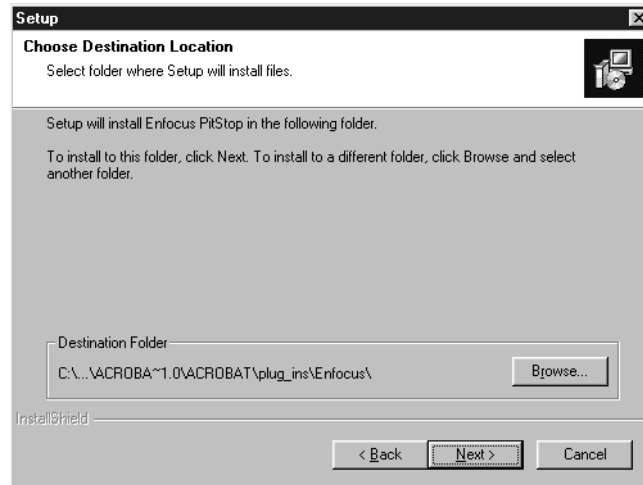 Setup
Choose Destination Location
Select folder where Setup will install files.
Setup will install Enfocus PitStop in the following folder.
To install to this folder, click Next. To install to a different folder, click Browse and select
another folder.
Destination Folder
C:\...\ACROBA~1.0\ACROBAT\plug_ins\Enfocus\
Browse...
InstallShield
< Back
Next >
Cancel